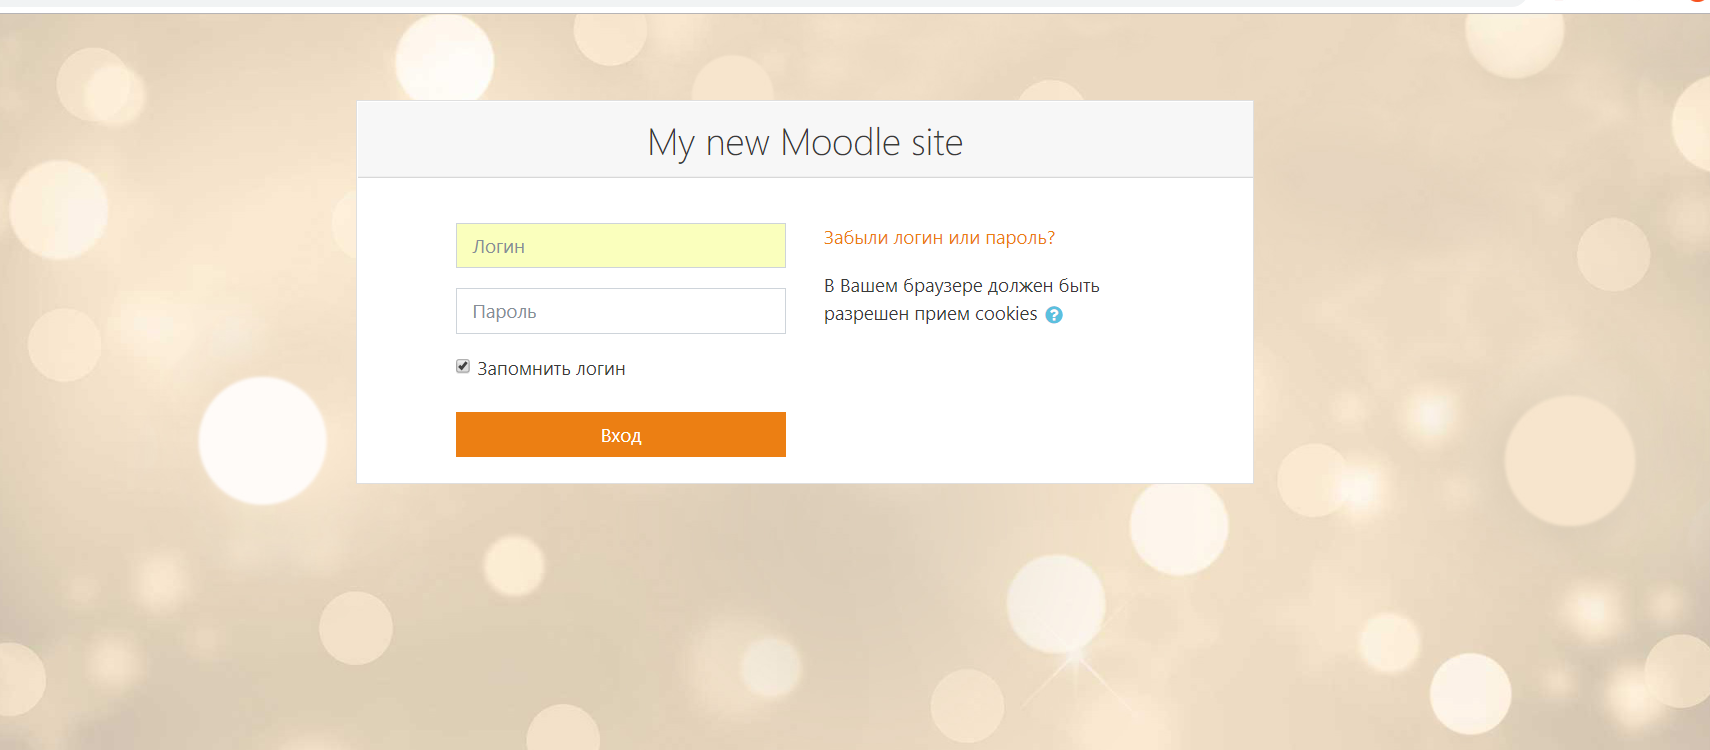 My new Moodle site
Логин
Пароль
Запомнить логин
Вход
Забыли логин или пароль?
В Вашем браузере должен быть
разрешен прием cookies